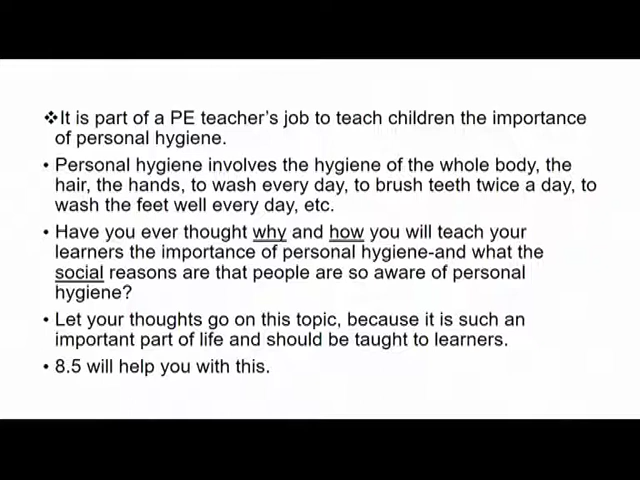 ❖It is part of a PE teacher's job to teach children the importance
of personal hygiene.
• Personal hygiene involves the hygiene of the whole body, the
hair, the hands, to wash every day, to brush teeth twice a day, to
wash the feet well every day, etc.
• Have you ever thought why and how you will teach your
learners the importance of personal hygiene-and what the
social reasons are that people are so aware of personal
hygiene?
• Let your thoughts go on this topic, because it is such an
important part of life and should be taught to learners.
• 8.5 will help you with this.